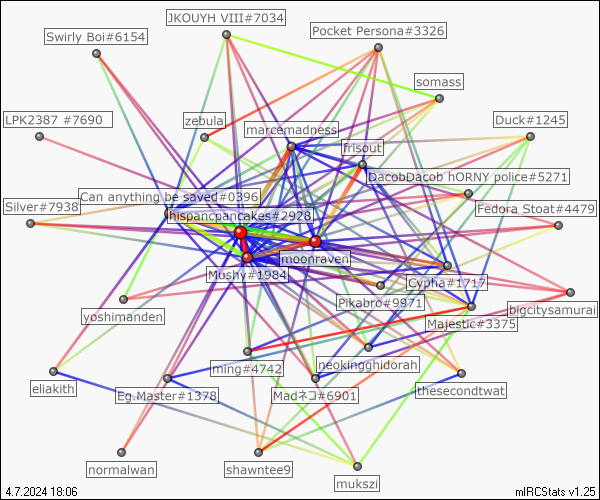 JKOUYH VIII#7034
Pocket Persona#3326
Swirly Boi#6154
somass
LPK2387 #7690
zebula
Duck#1245
marcemadness
frisout
DacobDacob hORNY police#5271
Can anything be saved#0396
Silver#7938
hispancpancakes#2928
Fedora Stoat#4479
moonraven
Mushy#1984
Cypha#1717
Pikabro#9971
bigcitysamurai
yoshimanden
Majestic#3375
ming#4742
neokingghidorah
eliakith
Eg.Master#1378
Madネコ#6901
thesecondtwat
normalwan
shawntee9
mukszi
4.7.2024 18:06
mIRCStats v1.25